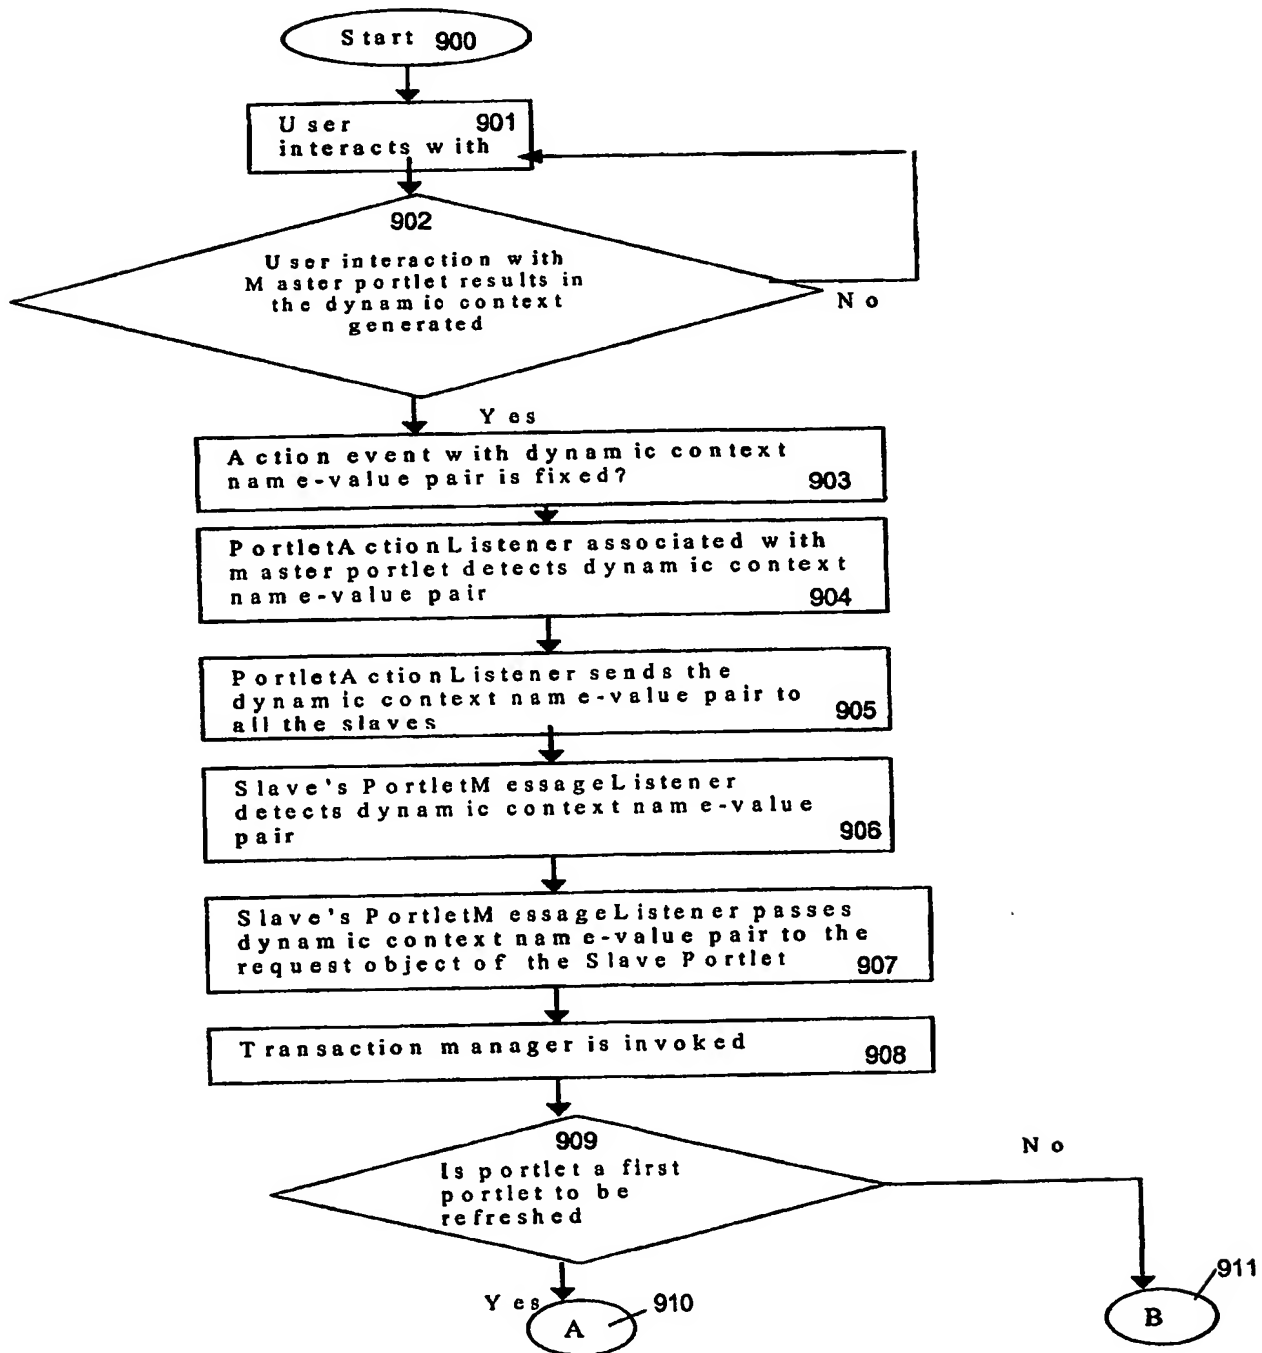 Start 900
User 901
interacts with
902
User interaction with
Master portlet results in
the dynamic context
generated
No
Yes
Action event with dynamic context
name-value pair is fixed? 903
PortletActionListener associated with
master portlet detects dynamic context
name-value pair 904
PortletActionListener sends the
dynamic context name-value pair to
all the slaves 905
Slave's PortletMessageListener
detects dynamic context name-value
pair 906
Slave's PortletMessageListener passes
dynamic context name-value pair to the
request object of the Slave Portlet 907
Transaction manager is invoked 908
909
Is portlet a first
portlet to be
refreshed
No
Yes
A 910
B 911